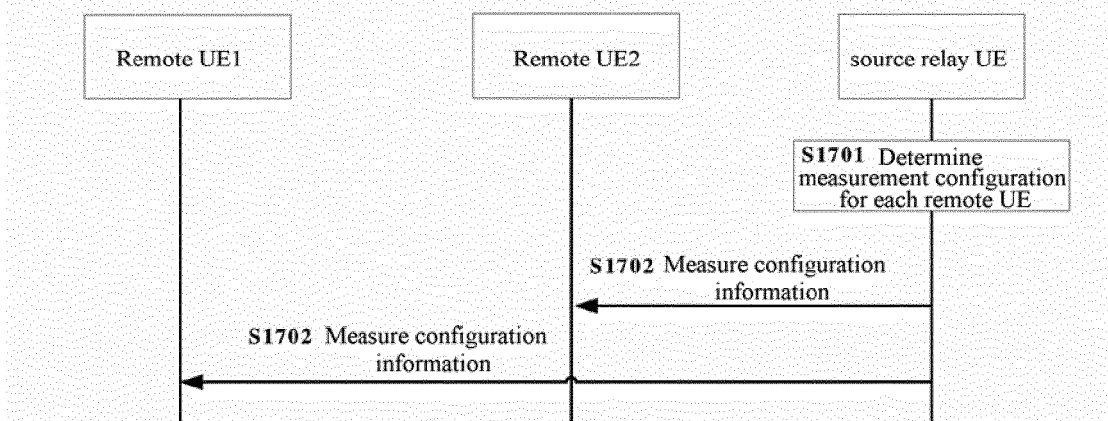 Remote UE1
Remote UE2
source relay UE
S1701 Determine
measurement configuration
for each remote UE
S1702 Measure configuration
information
S1702 Measure configuration
information